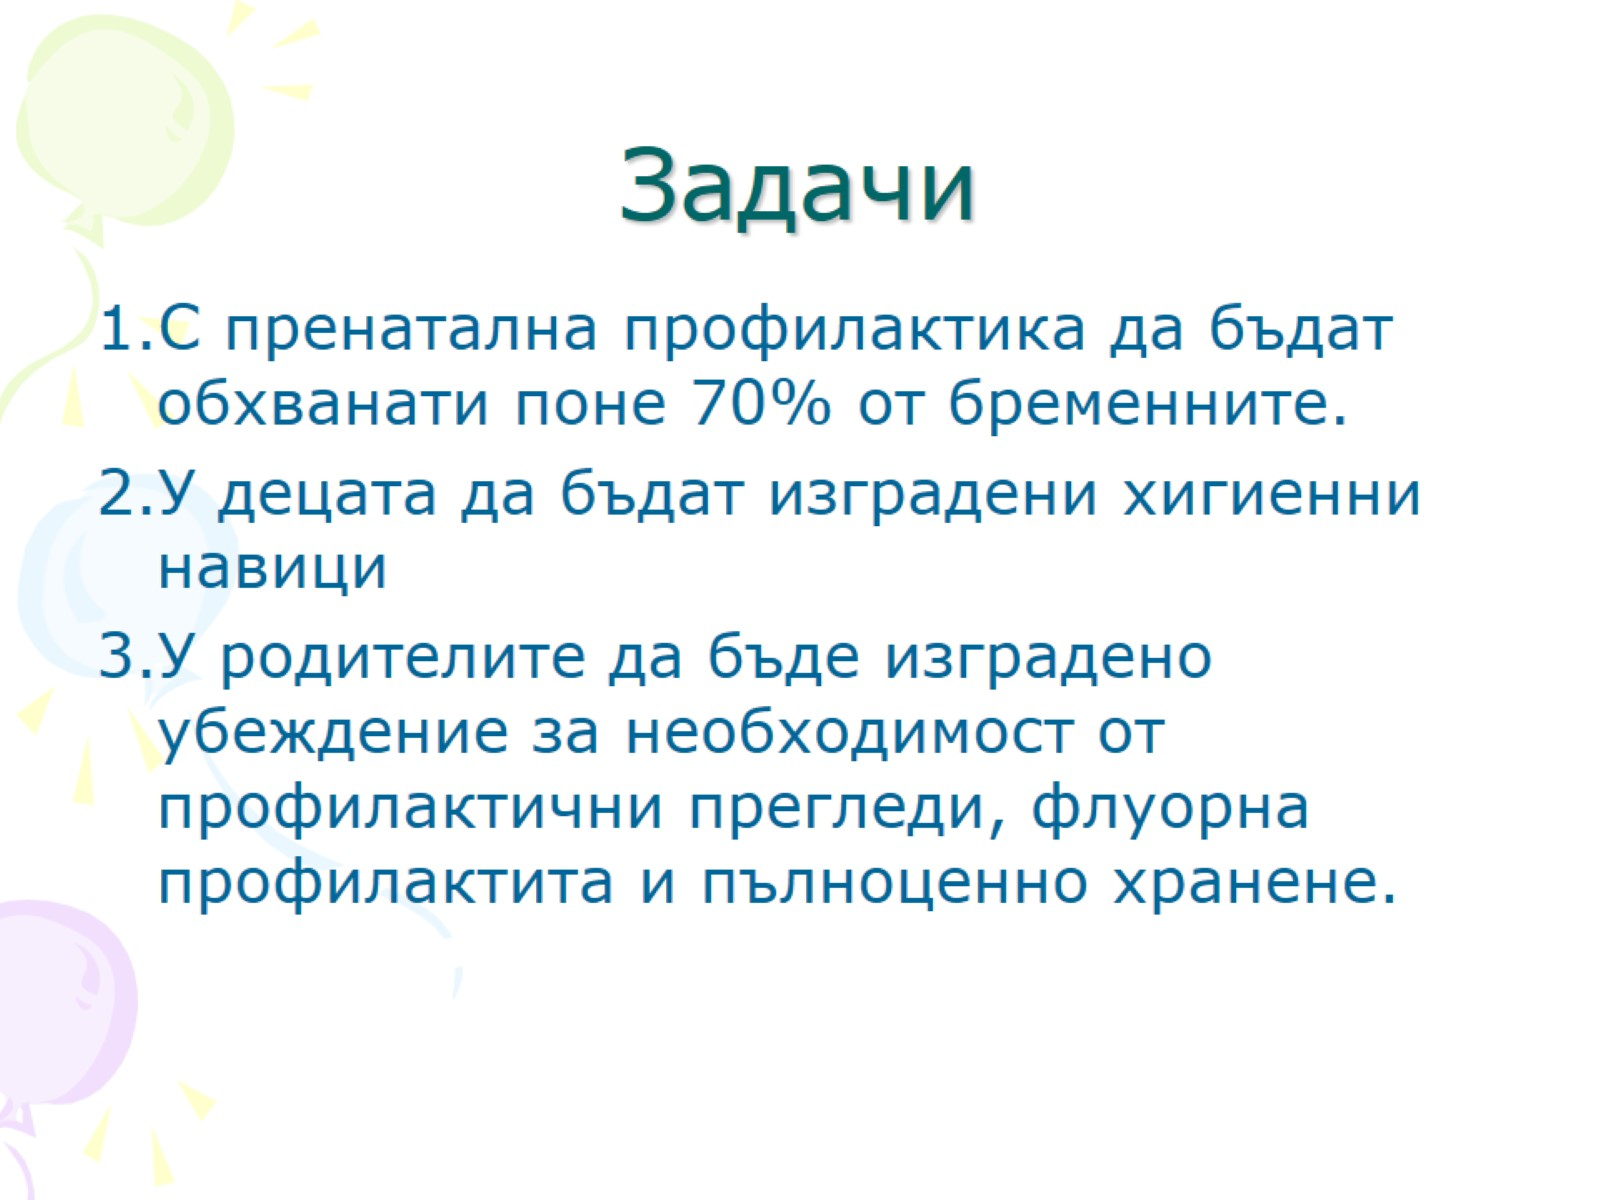 Задачи
1.С пренатална профилактика да бъдат
обхванати поне 70% от бременните.
2.У децата да бъдат изградени хигиенни
навици
3.У родителите да бъде изградено
убеждение за необходимост от
профилактични прегледи, флуорна
профилактита и пълноценно хранене.